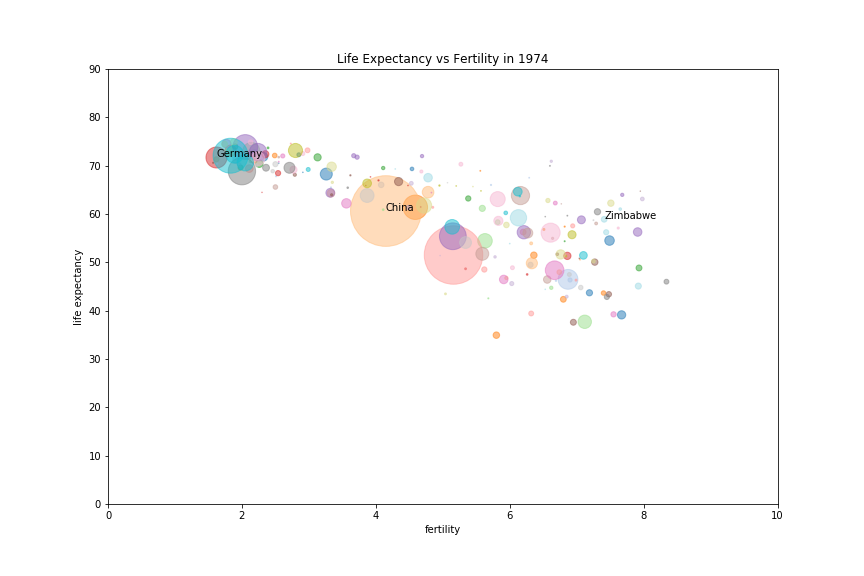 Life Expectancy vs Fertility in 1974
90
80
70
60
50
40
30
20
10
0
life expectancy
Germany
China
Zimbabwe
0 2 4 6 8 10
fertility